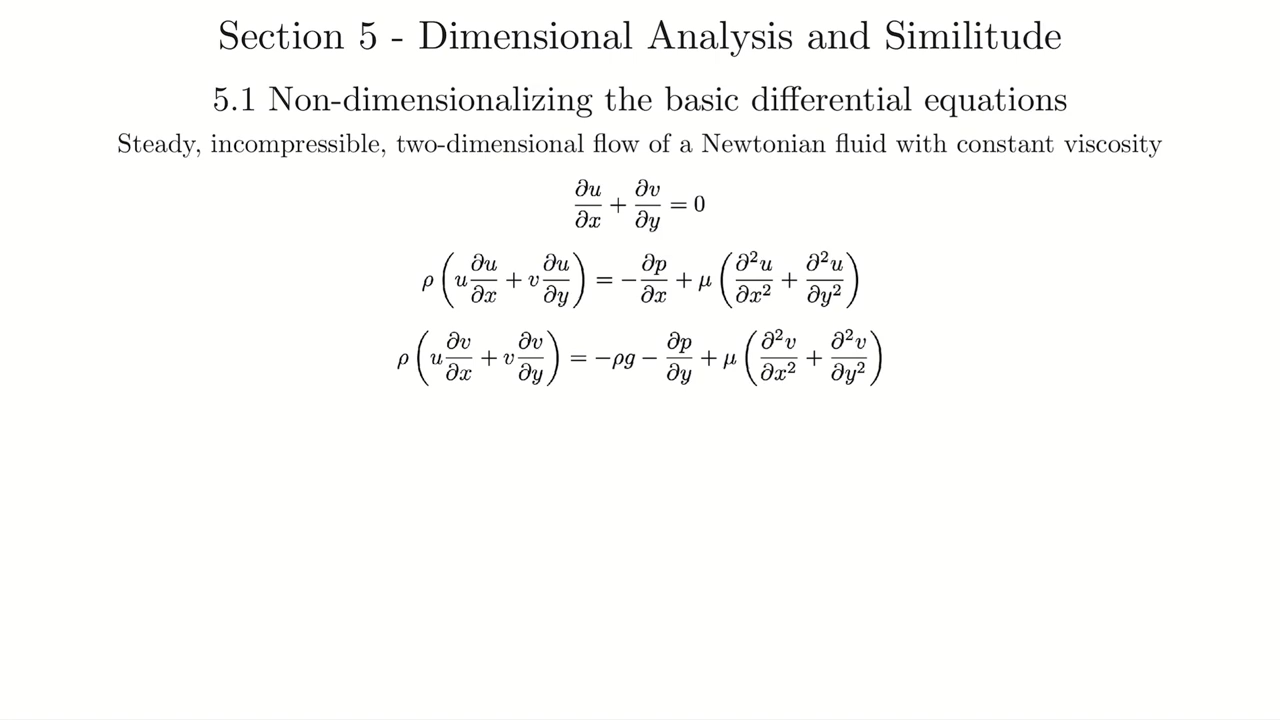 Section 5 - Dimensional Analysis and Similitude
5.1 Non-dimensionalizing the basic differential equations
Steady, incompressible, two-dimensional flow of a Newtonian fluid with constant viscosity
∂u/∂x + ∂v/∂y = 0
ρ(u ∂u/∂x + v ∂u/∂y) = −∂p/∂x + μ(∂²u/∂x² + ∂²u/∂y²)
ρ(u ∂v/∂x + v ∂v/∂y) = −ρg − ∂p/∂y + μ(∂²v/∂x² + ∂²v/∂y²)